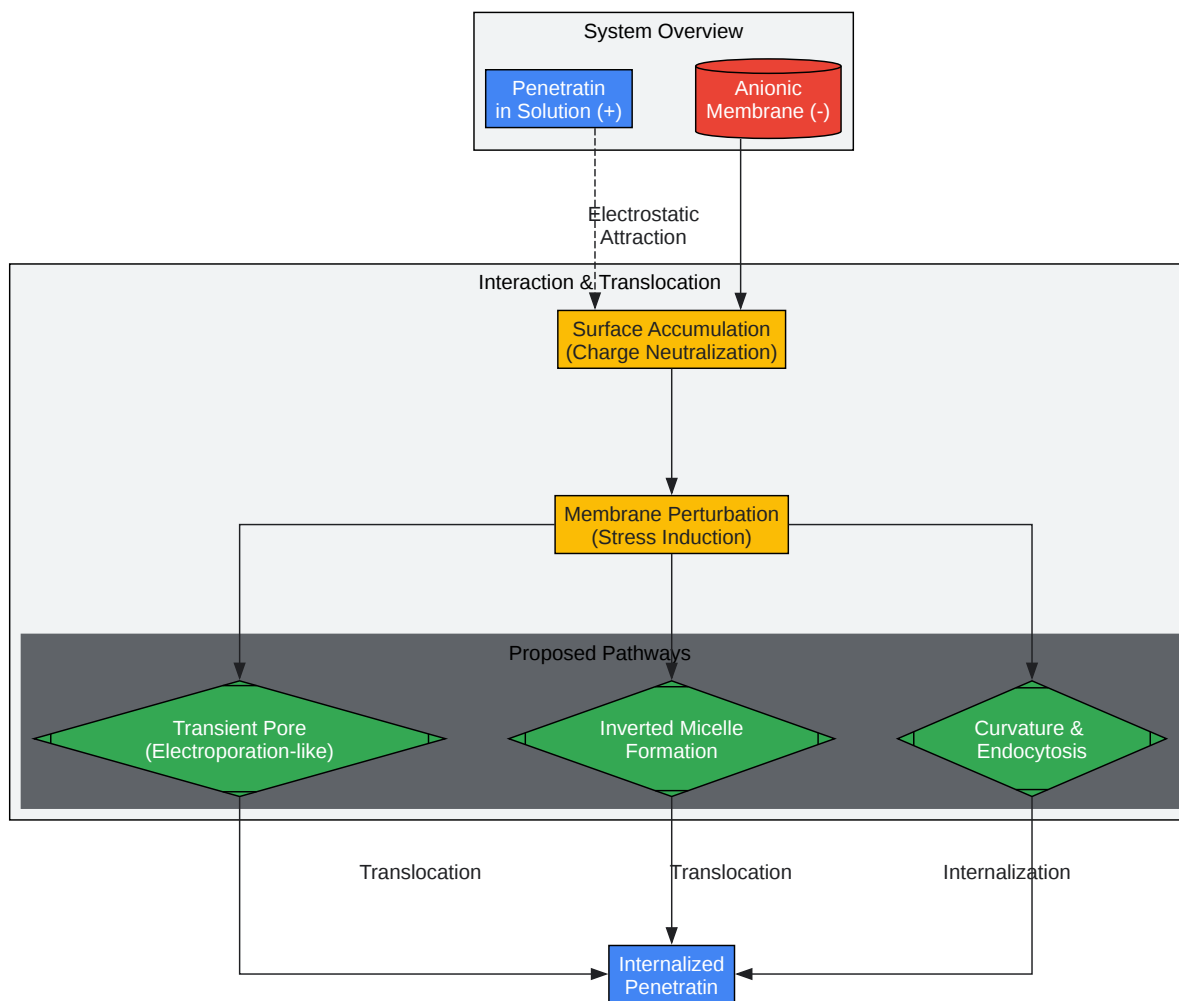 System Overview
Penetratin
in Solution (+)
Anionic
Membrane (-)
Electrostatic
Attraction
Interaction & Translocation
Surface Accumulation
(Charge Neutralization)
Membrane Perturbation
(Stress Induction)
Proposed Pathways
Transient Pore
(Electroporation-like)
Inverted Micelle
Formation
Curvature &
Endocytosis
Translocation
Translocation
Internalization
Internalized
Penetratin